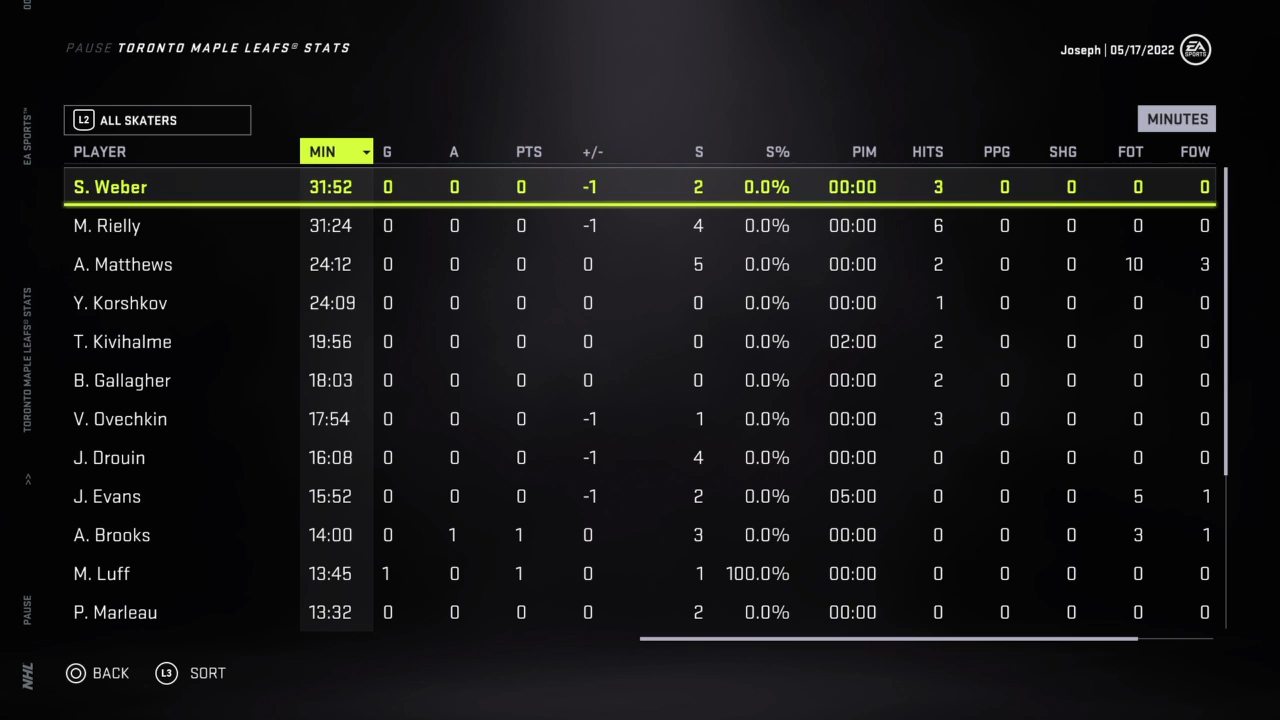 PAUSE TORONTO MAPLE LEAFS® STATS
Joseph | 05/17/2022 EA SPORTS
L2 ALL SKATERS
MINUTES
PLAYER MIN G A PTS +/- S S% PIM HITS PPG SHG FOT FOW
S. Weber 31:52 0 0 0 -1 2 0.0% 00:00 3 0 0 0 0
M. Rielly 31:24 0 0 0 -1 4 0.0% 00:00 6 0 0 0 0
A. Matthews 24:12 0 0 0 0 5 0.0% 00:00 2 0 0 10 3
Y. Korshkov 24:09 0 0 0 0 0 0.0% 00:00 1 0 0 0 0
T. Kivihalme 19:56 0 0 0 0 0 0.0% 02:00 2 0 0 0 0
B. Gallagher 18:03 0 0 0 0 0 0.0% 00:00 2 0 0 0 0
V. Ovechkin 17:54 0 0 0 -1 1 0.0% 00:00 3 0 0 0 0
J. Drouin 16:08 0 0 0 -1 4 0.0% 00:00 0 0 0 0 0
J. Evans 15:52 0 0 0 -1 2 0.0% 05:00 0 0 0 5 1
A. Brooks 14:00 0 1 1 0 3 0.0% 00:00 0 0 0 3 1
M. Luff 13:45 1 0 1 0 1 100.0% 00:00 0 0 0 0 0
P. Marleau 13:32 0 0 0 0 2 0.0% 00:00 0 0 0 0 0
BACK L3 SORT
NHL PAUSE >> TORONTO MAPLE LEAFS® STATS EA SPORTS™